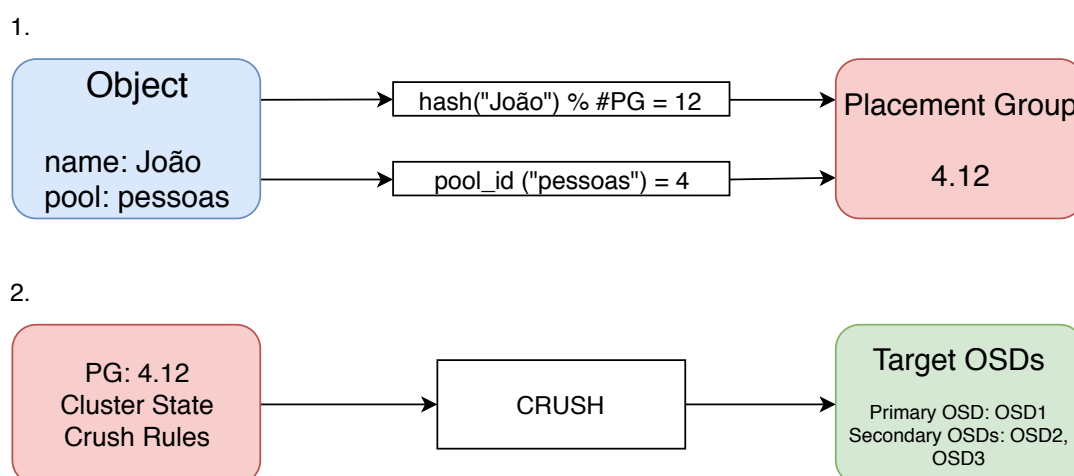 1.
Object
name: João
pool: pessoas
hash("João") % #PG = 12
pool_id ("pessoas") = 4
Placement Group
4.12
2.
PG: 4.12
Cluster State
Crush Rules
CRUSH
Target OSDs
Primary OSD: OSD1
Secondary OSDs: OSD2,
OSD3